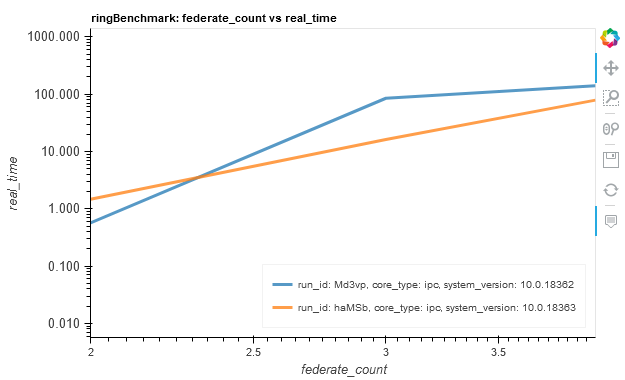 ringBenchmark: federate_count vs real_time
1000.000
100.000
10.000
1.000
0.100
0.010
real_time
run_id: Md3vp, core_type: ipc, system_version: 10.0.18362
run_id: haMSb, core_type: ipc, system_version: 10.0.18363
2
2.5
3
3.5
federate_count